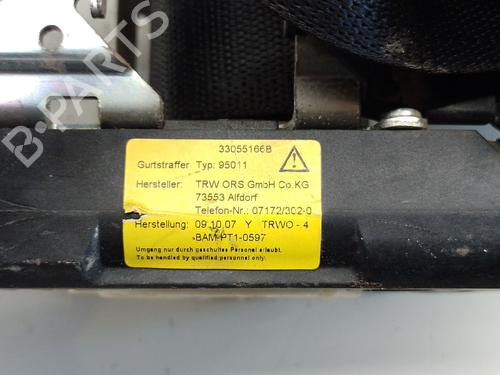 33055166B
Gurtstraffer Typ: 95011
Hersteller: TRW ORS GmbH Co.KG
73553 Alfdorf
Telefon-Nr.: 07172/302-0
Herstellung: 09.10.07 Y TRWO - 4
BAM-PT1-0597
Umgang nur durch geschultes Personal erlaubt.
To be handled by qualified personnel only.
B-PARTS